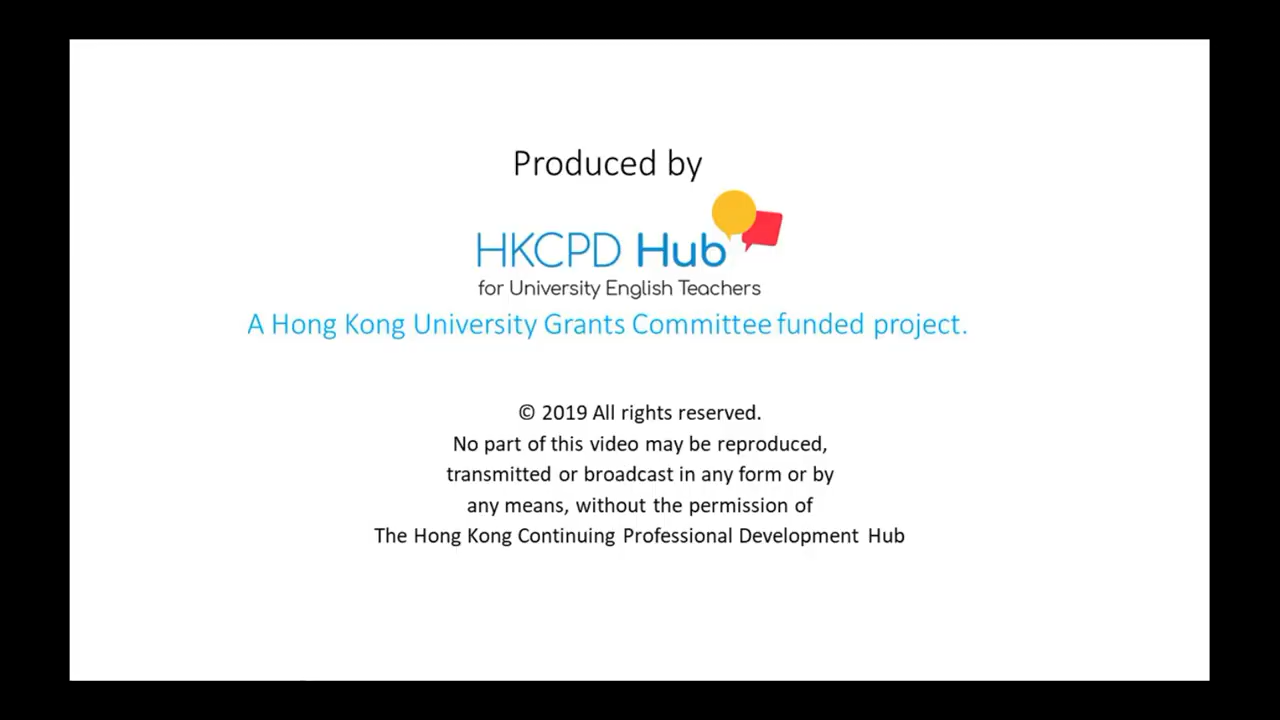 Produced by
HKCPD Hub
for University English Teachers
A Hong Kong University Grants Committee funded project.
© 2019 All rights reserved.
No part of this video may be reproduced,
transmitted or broadcast in any form or by
any means, without the permission of
The Hong Kong Continuing Professional Development Hub